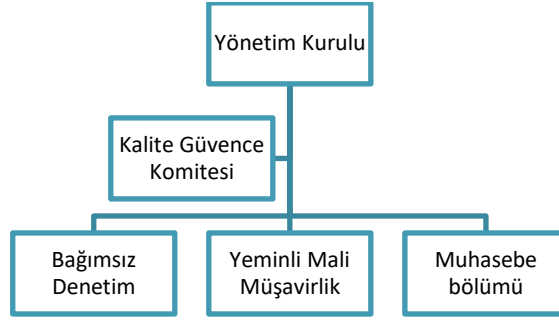 Yönetim Kurulu
Kalite Güvence
Komitesi
Bağımsız
Denetim
Yeminli Mali
Müşavirlik
Muhasebe
bölümü